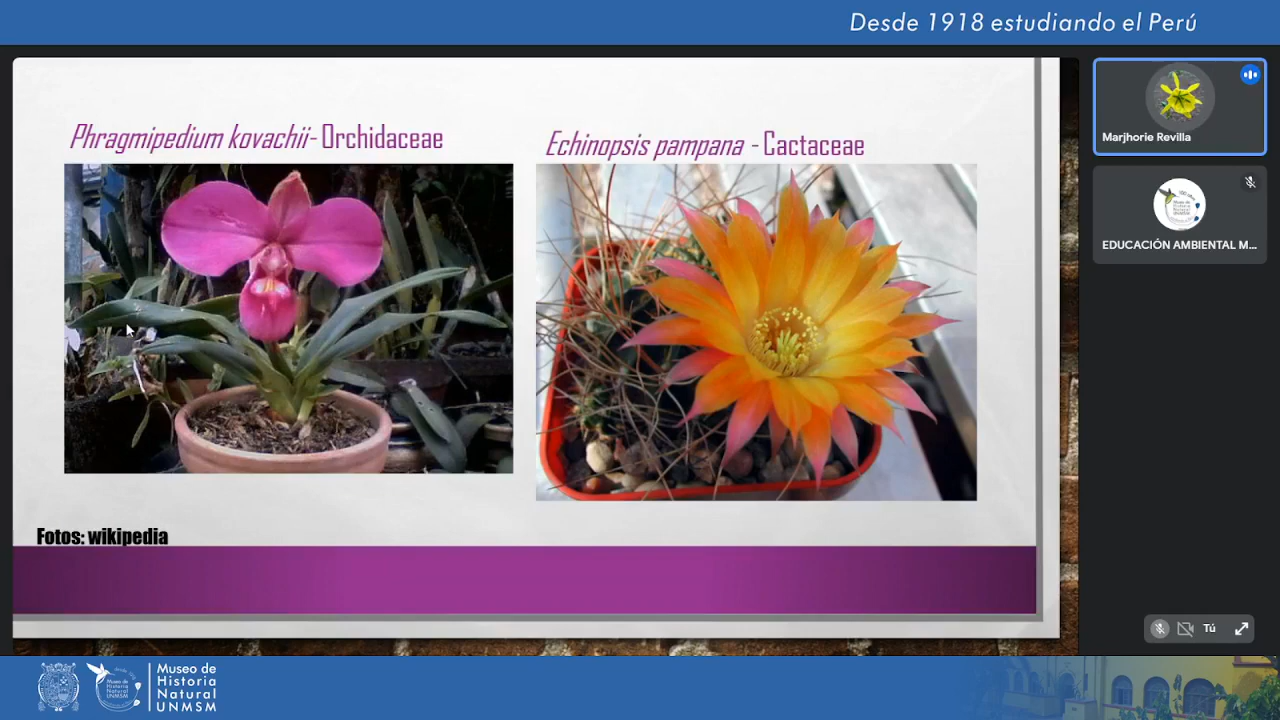 Desde 1918 estudiando el Perú
Phragmipedium kovachii- Orchidaceae
Echinopsis pampana - Cactaceae
Fotos: wikipedia
Marjhorie Revilla
EDUCACIÓN AMBIENTAL M...
Tú
Museo de
Historia
Natural
UNMSM